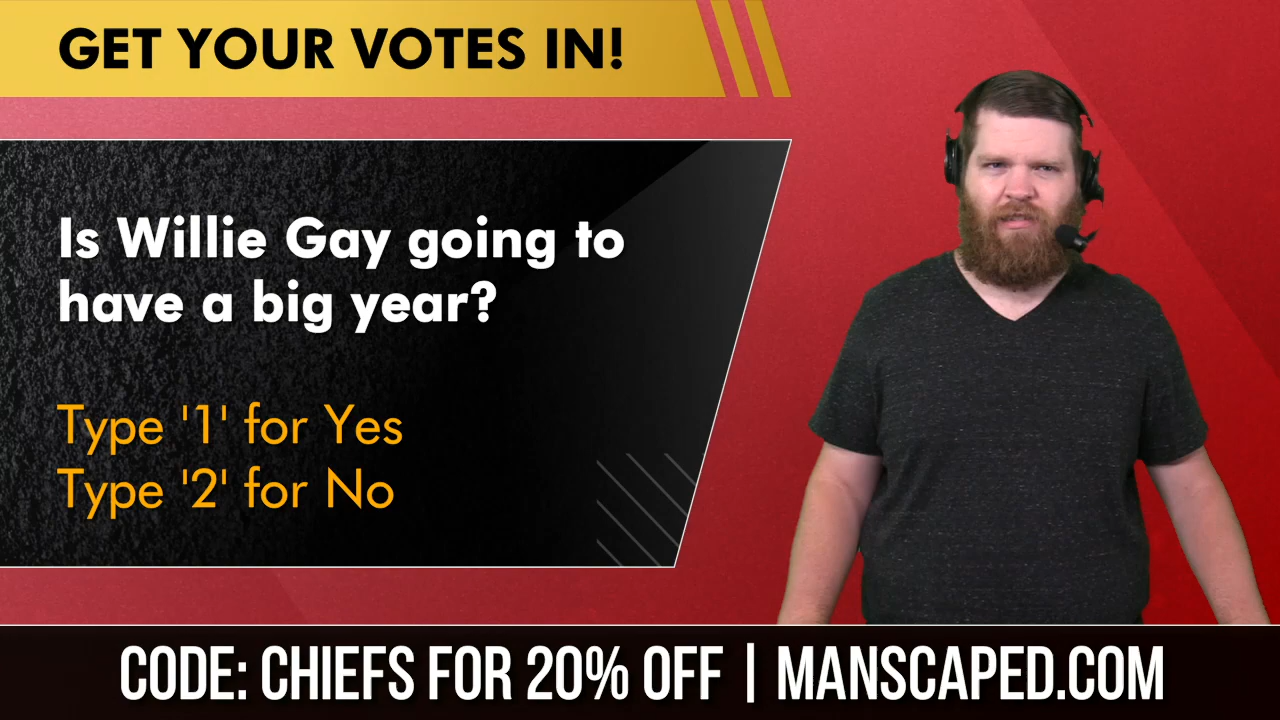 GET YOUR VOTES IN!
Is Willie Gay going to
have a big year?
Type '1' for Yes
Type '2' for No
CODE: CHIEFS FOR 20% OFF | MANSCAPED.COM